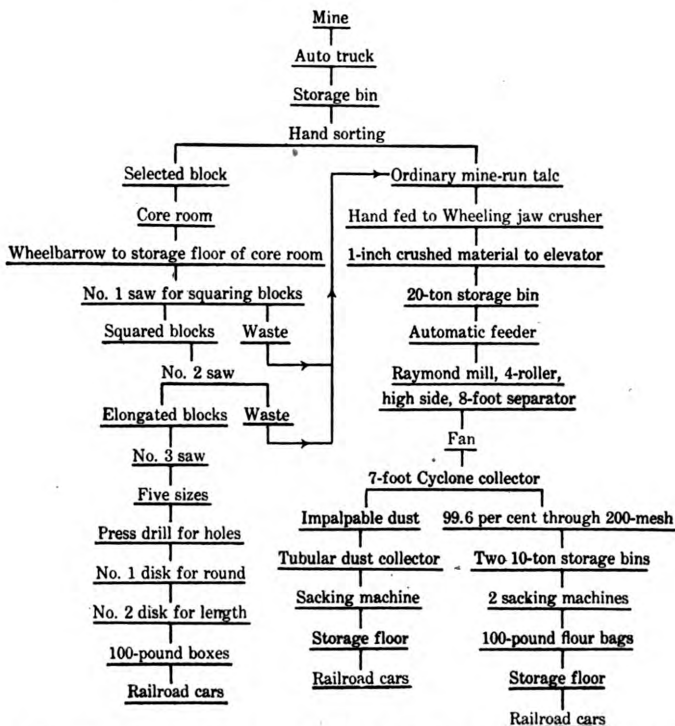 Mine
Auto truck
Storage bin
Hand sorting
Selected block
Core room
Wheelbarrow to storage floor of core room
No. 1 saw for squaring blocks
Squared blocks
Waste
No. 2 saw
Elongated blocks
Waste
No. 3 saw
Five sizes
Press drill for holes
No. 1 disk for round
No. 2 disk for length
100-pound boxes
Railroad cars
Ordinary mine-run talc
Hand fed to Wheeling jaw crusher
1-inch crushed material to elevator
20-ton storage bin
Automatic feeder
Raymond mill, 4-roller,
high side, 8-foot separator
Fan
7-foot Cyclone collector
Impalpable dust
Tubular dust collector
Sacking machine
Storage floor
Railroad cars
99.6 per cent through 200-mesh
Two 10-ton storage bins
2 sacking machines
100-pound flour bags
Storage floor
Railroad cars